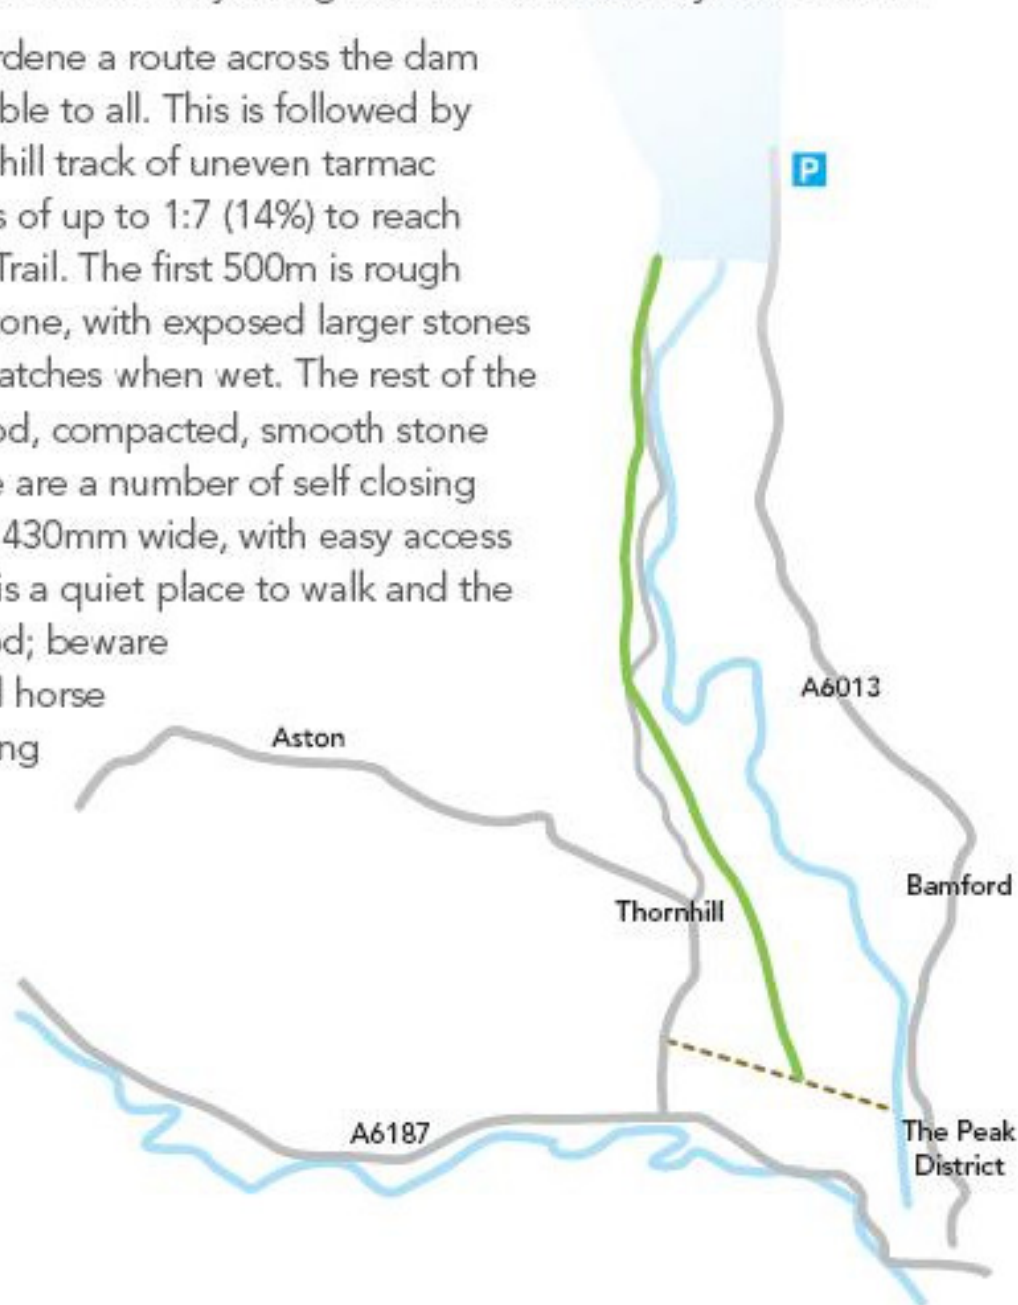 rdene a route across the dam
ble to all. This is followed by
hill track of uneven tarmac
s of up to 1:7 (14%) to reach
Trail. The first 500m is rough
one, with exposed larger stones
atches when wet. The rest of the
od, compacted, smooth stone
e are a number of self closing
430mm wide, with easy access
is a quiet place to walk and the
od; beware
d horse
ng
P
A6013
Aston
Bamford
Thornhill
A6187
The Peak
District